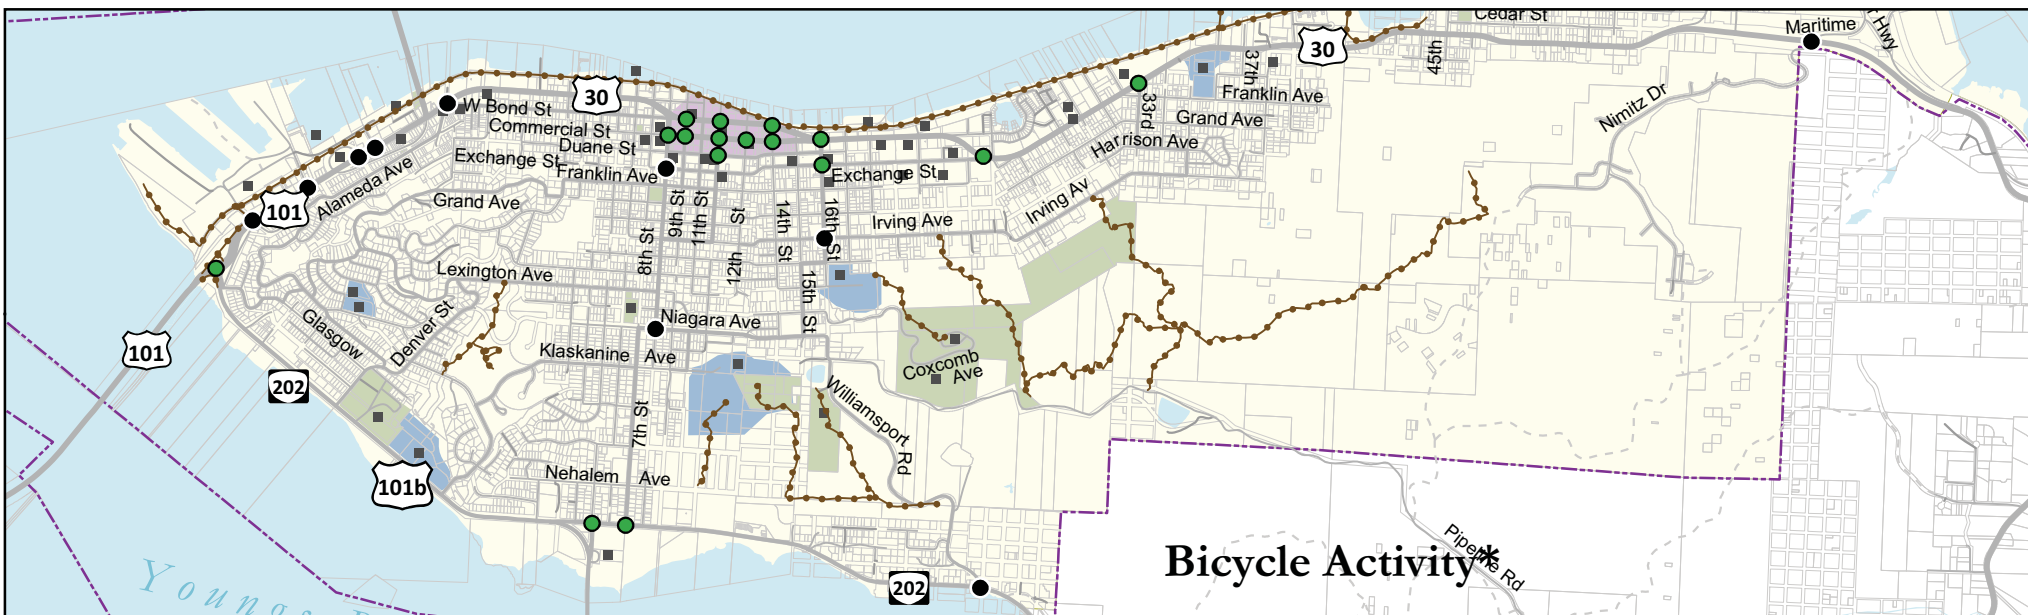 Cedar St
Maritime
Hwy
30
45th
37th
30
W Bond St
Franklin Ave
Nimitz Dr
33rd
Grand Ave
Commercial St
Duane St
Harrison Ave
Exchange St
Franklin Ave
Exchange St
Alameda Ave
101
Grand Ave
9th St
11th St
12th St
14th St
16th St
Irving Ave
Irving Av
8th St
Lexington Ave
15th St
Glasgow
Denver St
Niagara Ave
101
Klaskanine Ave
Coxcomb
Ave
202
Williamsport Rd
7th St
Nehalem Ave
101b
Pipeline Rd
Bicycle Activity*
202
Youngs